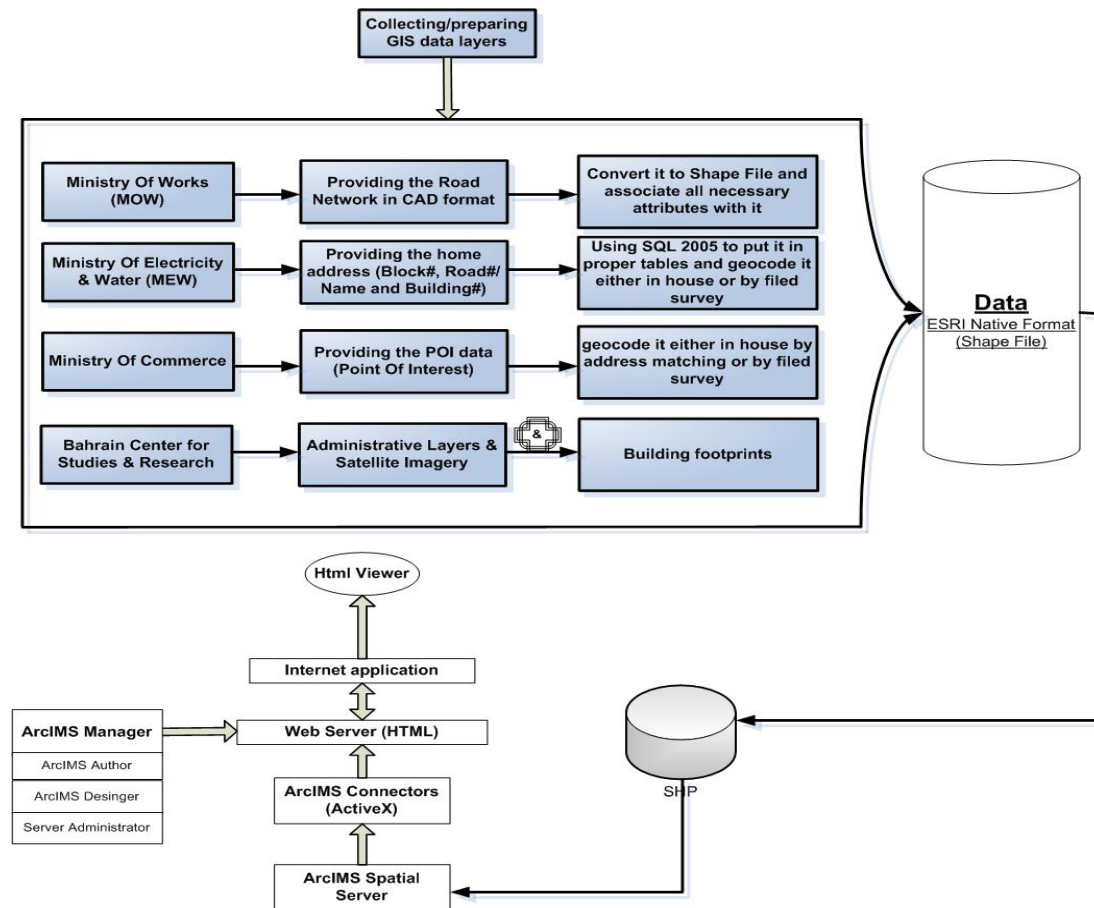 Collecting/preparing
GIS data layers
Ministry Of Works
(MOW)
Providing the Road
Network in CAD format
Convert it to Shape File and
associate all necessary
attributes with it
Ministry Of Electricity
& Water (MEW)
Providing the home
address (Block#, Road#/
Name and Building#)
Using SQL 2005 to put it in
proper tables and geocode it
either in house or by filed
survey
Ministry Of Commerce
Providing the POI data
(Point Of Interest)
geocode it either in house by
address matching or by filed
survey
Bahrain Center for
Studies & Research
Administrative Layers &
Satellite Imagery
&
Building footprints
Data
ESRI Native Format
(Shape File)
Html Viewer
Internet application
Web Server (HTML)
ArcIMS Manager
ArcIMS Author
ArcIMS Desinger
Server Administrator
ArcIMS Connectors
(ActiveX)
ArcIMS Spatial
Server
SHP